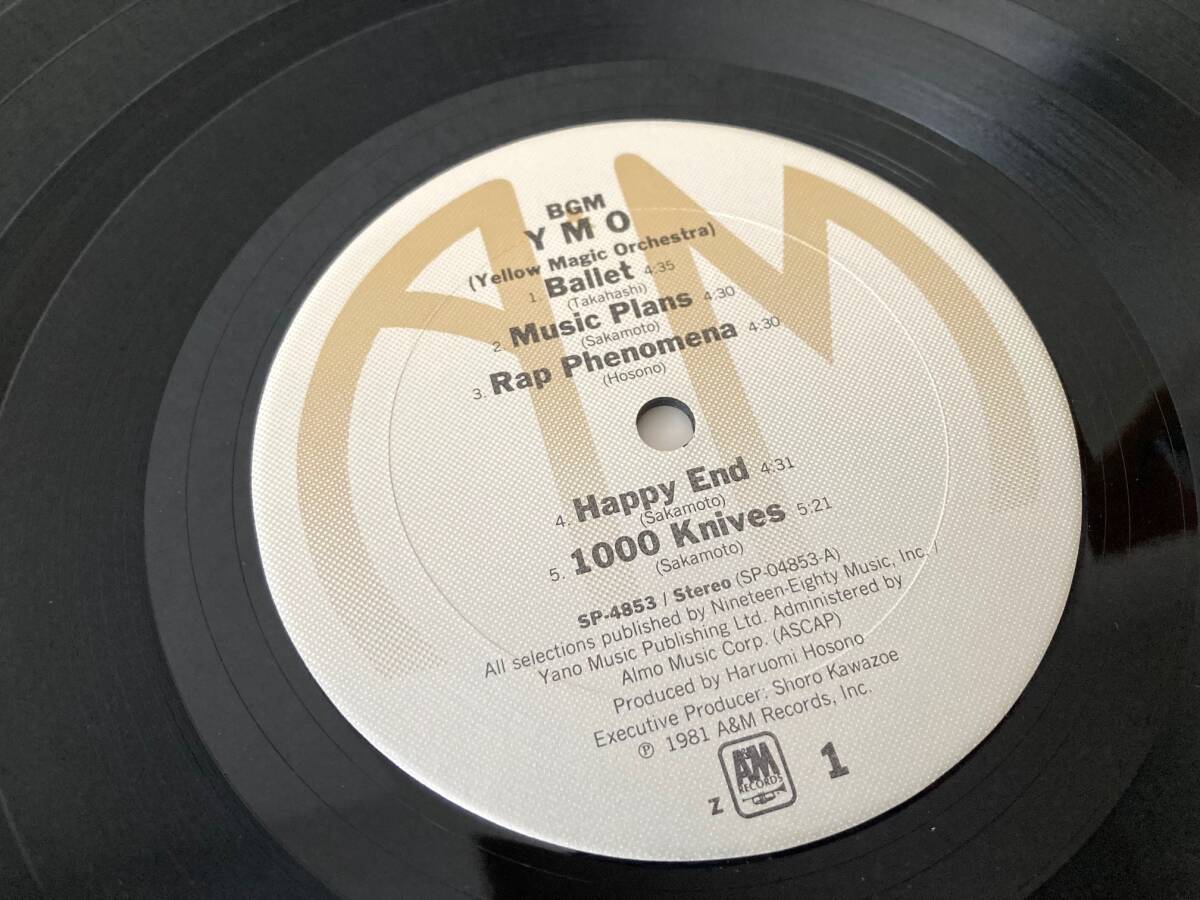 BGM
Y M O
(Yellow Magic Orchestra)
1. Ballet 4:35
(Takahashi)
2. Music Plans 4:30
(Sakamoto)
3. Rap Phenomena 4:30
(Hosono)
4. Happy End 4:31
(Sakamoto)
5. 1000 Knives 5:21
(Sakamoto)
SP-4853 / Stereo (SP-04853-A)
All selections published by Nineteen-Eighty Music, Inc. /
Yano Music Publishing Ltd. Administered by
Almo Music Corp. (ASCAP)
Produced by Haruomi Hosono
Executive Producer: Shoro Kawazoe
℗ 1981 A&M Records, Inc.
z A&M RECORDS 1